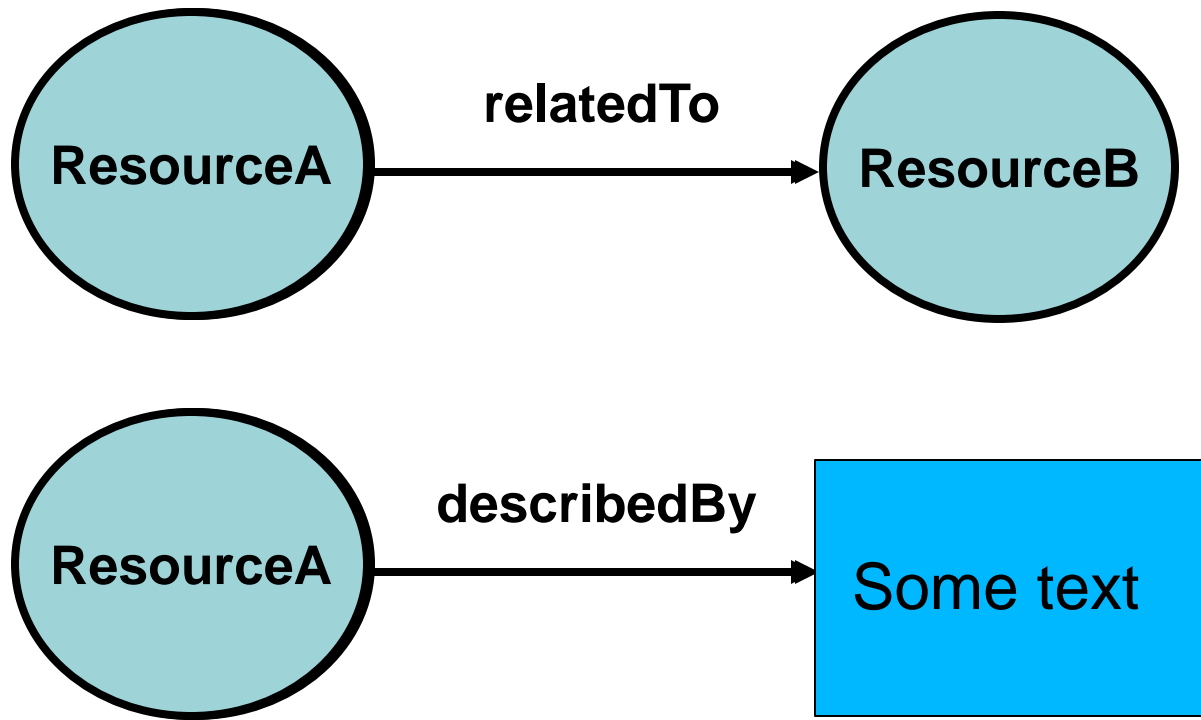 relatedTo
ResourceA
ResourceB
describedBy
ResourceA
Some text